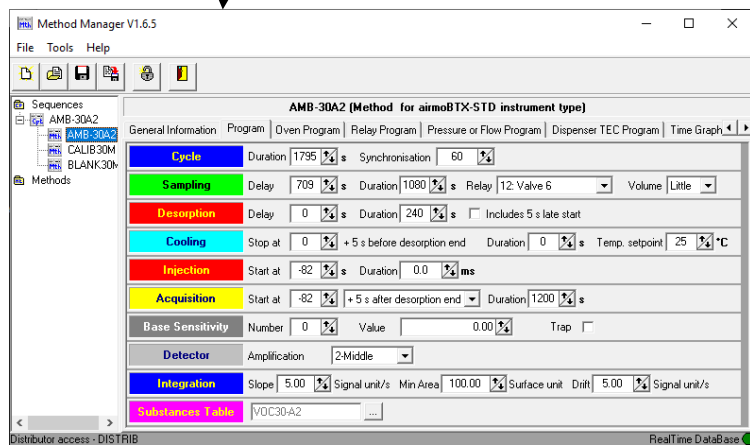 Method Manager V1.6.5
File Tools Help
Sequences
AMB-30A2
AMB-30A2
CALIB30M
BLANK30M
Methods
AMB-30A2 (Method for airmoBTX-STD instrument type)
General Information Program Oven Program Relay Program Pressure or Flow Program Dispenser TEC Program Time Graph
Cycle Duration 1795 s Synchronisation 60
Sampling Delay 709 s Duration 1080 s Relay 12: Valve 6 Volume Little
Desorption Delay 0 s Duration 240 s Includes 5 s late start
Cooling Stop at 0 + 5 s before desorption end Duration 0 s Temp. setpoint 25 °C
Injection Start at -82 s Duration 0.0 ms
Acquisition Start at -82 + 5 s after desorption end Duration 1200 s
Base Sensitivity Number 0 Value 0.00 Trap
Detector Amplification 2-Middle
Integration Slope 5.00 Signal unit/s Min Area 100.00 Surface unit Drift 5.00 Signal unit/s
Substances Table VOC30-A2 ...
Distributor access - DISTRIB RealTime DataBase